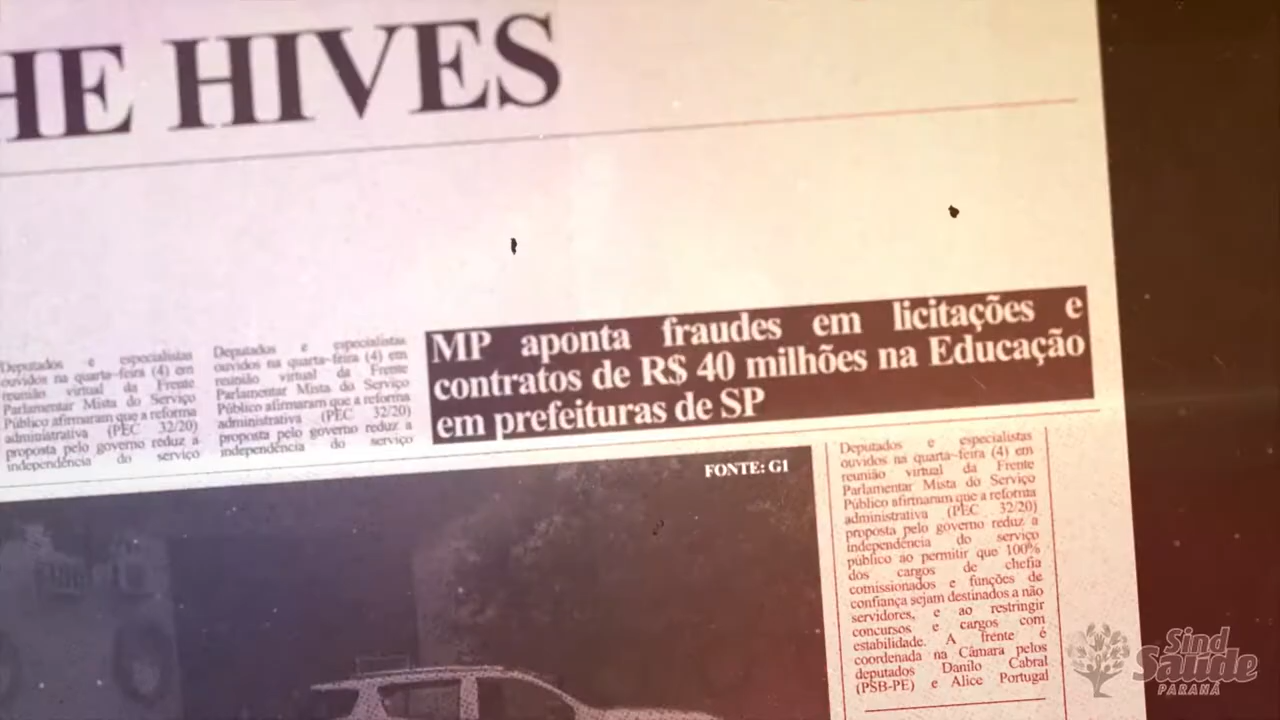 HE HIVES
Deputados e especialistas
ouvidos na quarta-feira (4) em
reunião virtual da Frente
Parlamentar Mista do Serviço
Público afirmaram que a reforma
administrativa (PEC 32/20)
proposta pelo governo reduz a
independência do serviço
Deputados e especialistas
ouvidos na quarta-feira (4) em
reunião virtual da Frente
Parlamentar Mista do Serviço
Público afirmaram que a reforma
administrativa (PEC 32/20)
proposta pelo governo reduz a
independência do serviço
MP aponta fraudes em licitações e
contratos de R$ 40 milhões na Educação
em prefeituras de SP
FONTE: G1
Deputados e especialistas
ouvidos na quarta-feira (4) em
reunião virtual da Frente
Parlamentar Mista do Serviço
Público afirmaram que a reforma
administrativa (PEC 32/20)
proposta pelo governo reduz a
independência do serviço
público ao permitir que 100%
dos cargos de chefia
comissionados e funções de
confiança sejam destinados a não
servidores, e ao restringir
concursos e cargos com
estabilidade. A frente é
coordenada na Câmara pelos
deputados Danilo Cabral
(PSB-PE) e Alice Portugal
Sind
Saúde
PARANÁ